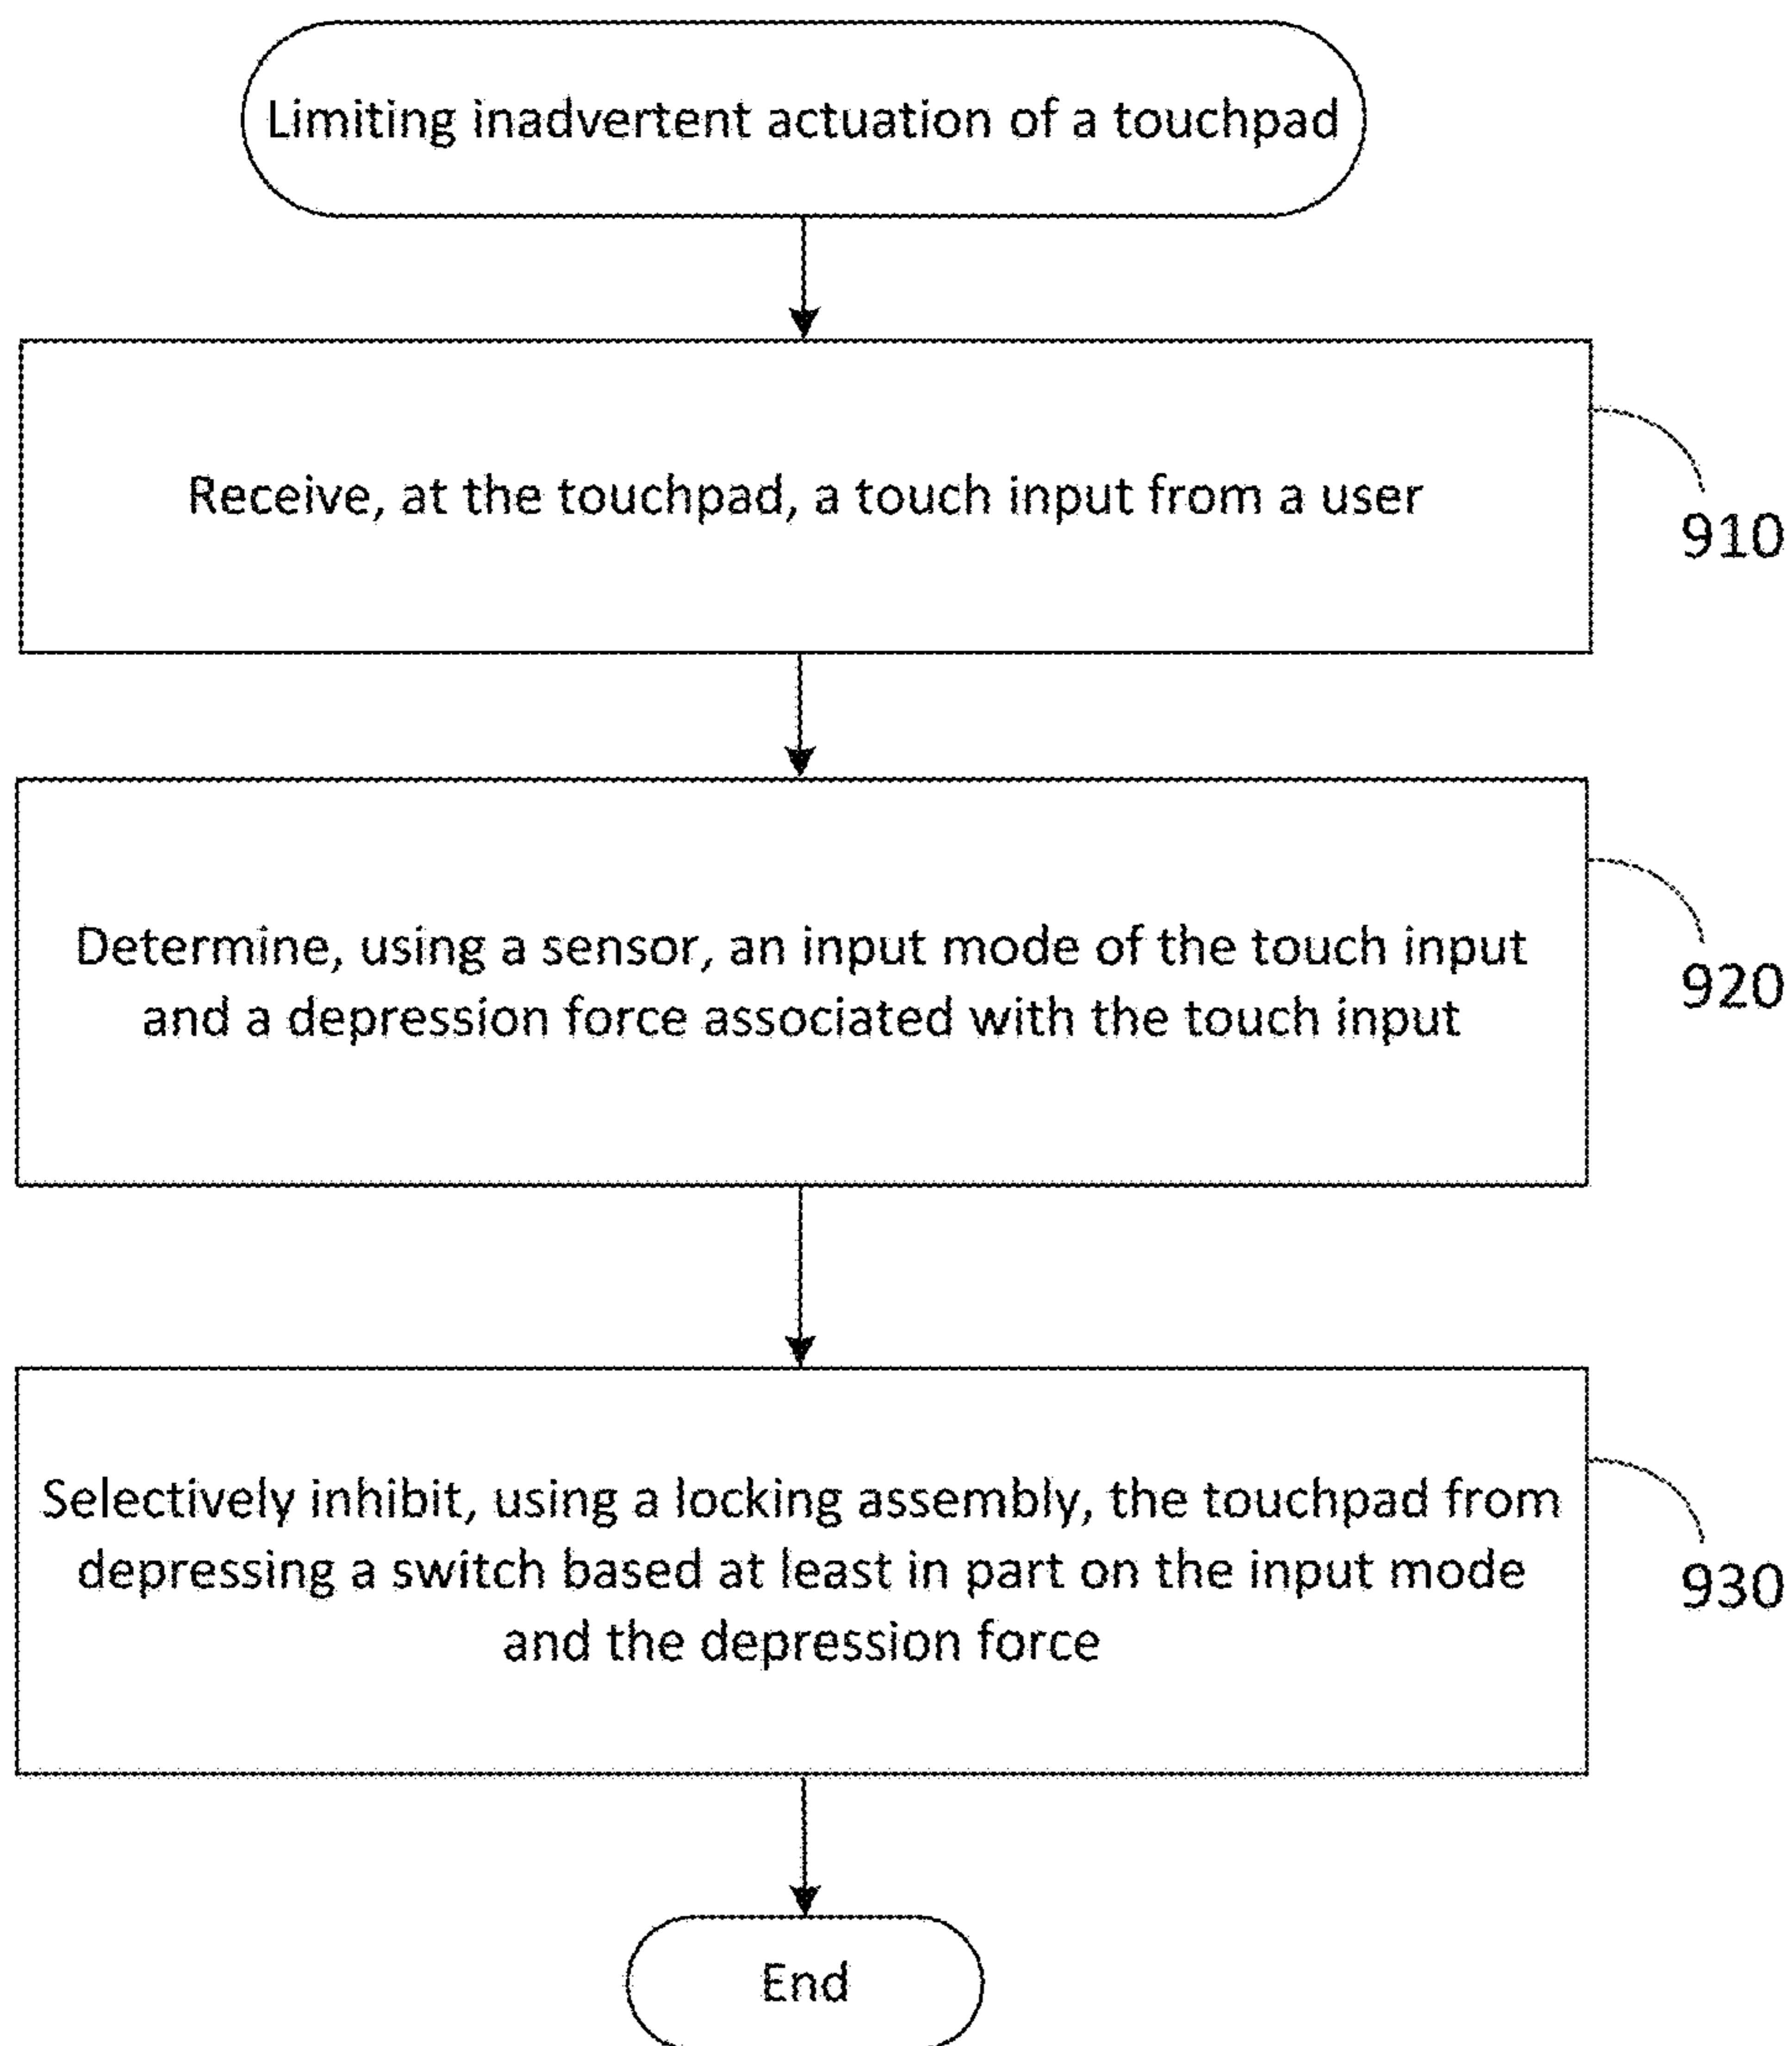 Limiting inadvertent actuation of a touchpad
Receive, at the touchpad, a touch input from a user
910
Determine, using a sensor, an input mode of the touch input
and a depression force associated with the touch input
920
Selectively inhibit, using a locking assembly, the touchpad from
depressing a switch based at least in part on the input mode
and the depression force
930
End